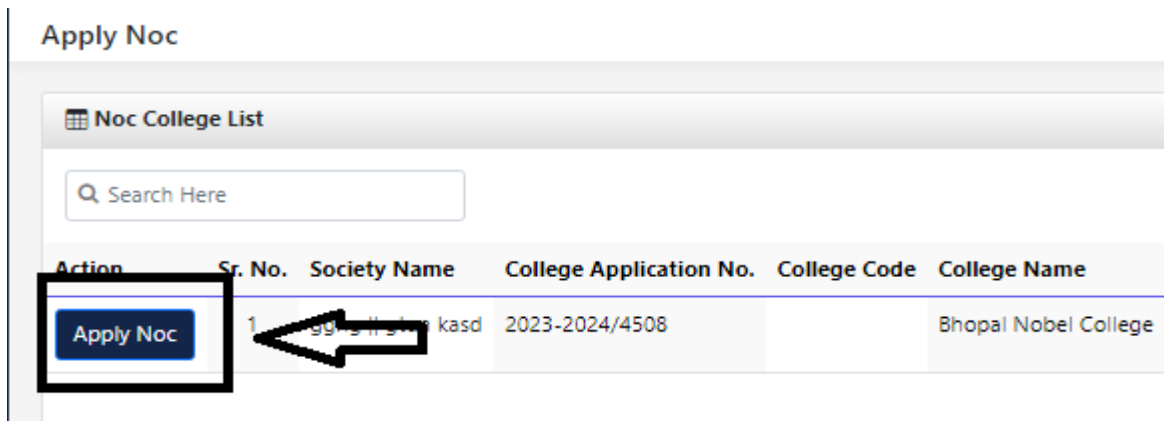 Apply Noc
Noc College List
Search Here
Action Sr. No. Society Name College Application No. College Code College Name
Apply Noc 1 kasd 2023-2024/4508 Bhopal Nobel College